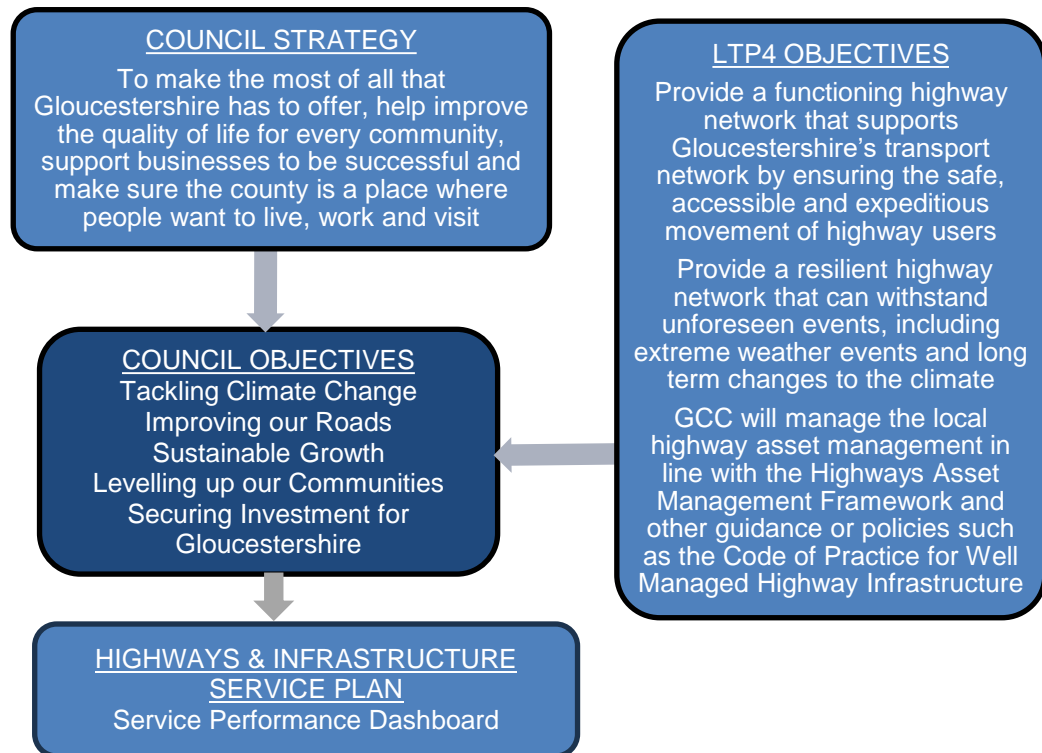 COUNCIL STRATEGY
To make the most of all that
Gloucestershire has to offer, help improve
the quality of life for every community,
support businesses to be successful and
make sure the county is a place where
people want to live, work and visit
COUNCIL OBJECTIVES
Tackling Climate Change
Improving our Roads
Sustainable Growth
Levelling up our Communities
Securing Investment for
Gloucestershire
HIGHWAYS & INFRASTRUCTURE
SERVICE PLAN
Service Performance Dashboard
LTP4 OBJECTIVES
Provide a functioning highway
network that supports
Gloucestershire’s transport
network by ensuring the safe,
accessible and expeditious
movement of highway users
Provide a resilient highway
network that can withstand
unforeseen events, including
extreme weather events and long
term changes to the climate
GCC will manage the local
highway asset management in
line with the Highways Asset
Management Framework and
other guidance or policies such
as the Code of Practice for Well
Managed Highway Infrastructure